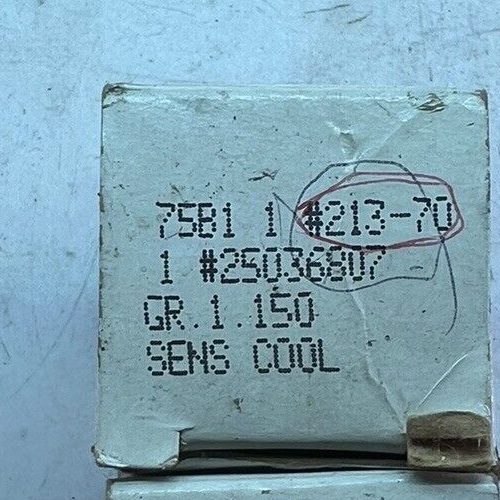 75B1 1 #213-70
1 #25036807
GR.1.150
SENS COOL